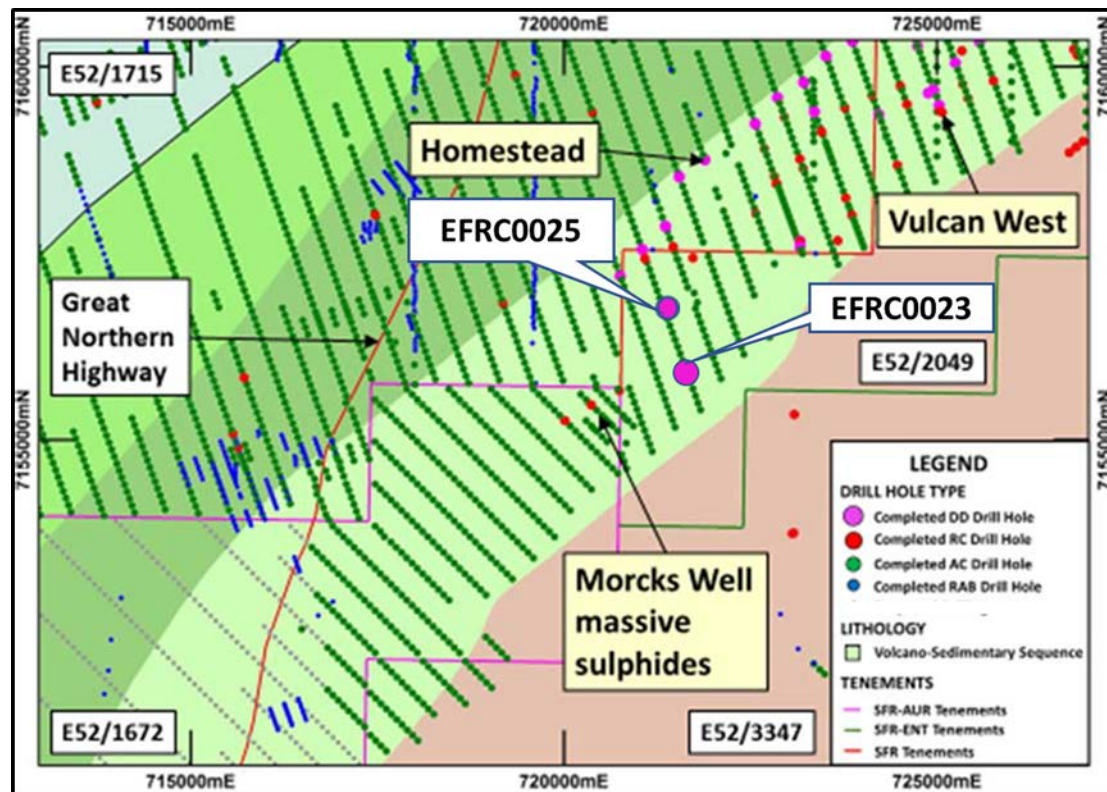 715000mE
720000mE
725000mE
7160000mN
7160000mN
E52/1715
Homestead
EFRC0025
Vulcan West
Great
Northern
Highway
EFRC0023
E52/2049
7155000mN
7155000mN
LEGEND
DRILL HOLE TYPE
Completed DD Drill Hole
Completed RC Drill Hole
Completed AC Drill Hole
Completed RAB Drill Hole
LITHOLOGY
Volcano-Sedimentary Sequence
TENEMENTS
SFR-AUR Tenements
SFR-ENT Tenements
SFR Tenements
Morcks Well
massive
sulphides
E52/1672
E52/3347
715000mE
720000mE
725000mE